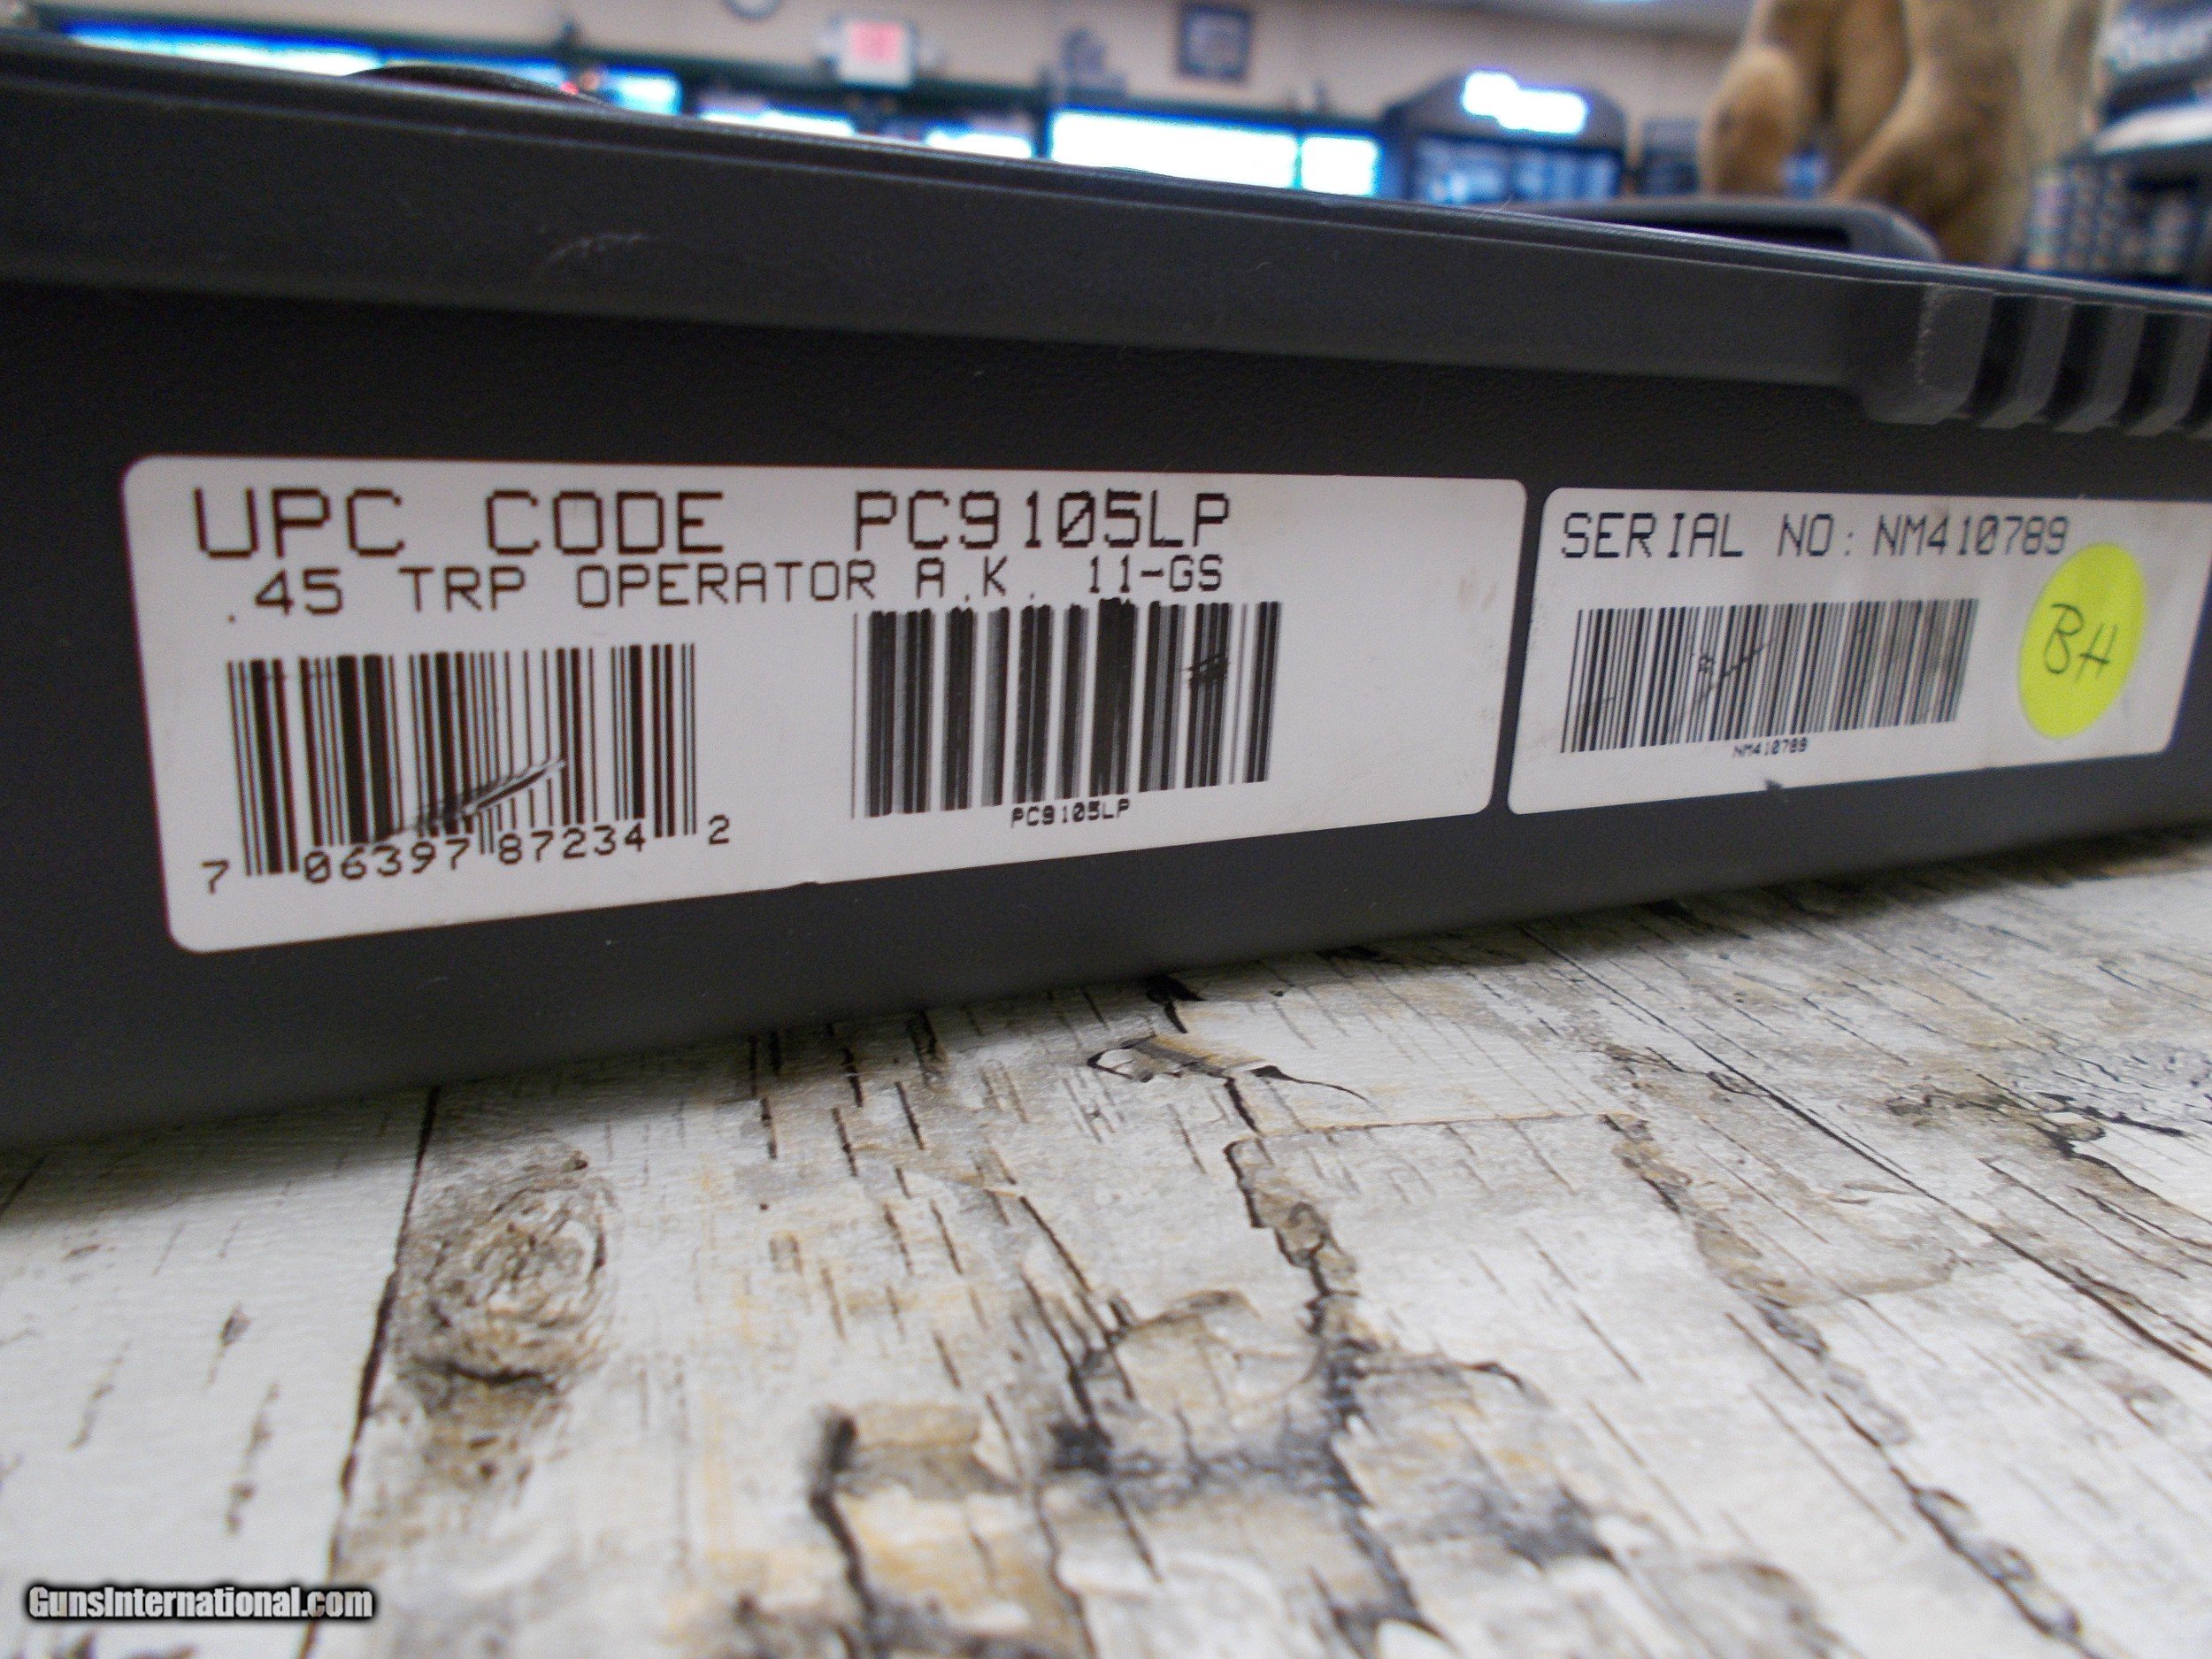 UPC CODE PC9105LP
.45 TRP OPERATOR A.K. 11-GS
7 06397 87234 2
PC9105LP
SERIAL NO: NM410789
NM410789
BH
GunsInternational.com